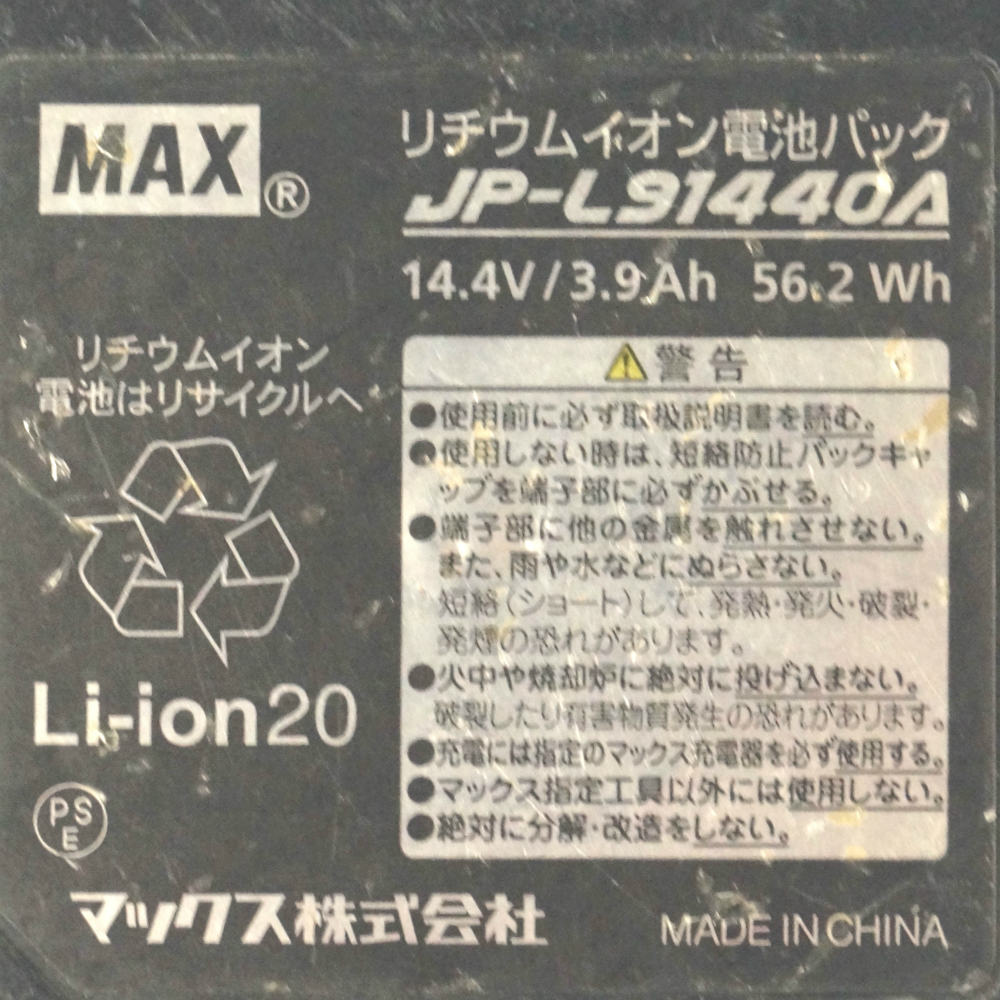 MAX®
リチウムイオン電池パック
JP-L91440A
14.4V/3.9Ah 56.2 Wh
リチウムイオン
電池はリサイクルへ
Li-ion20
PS
E
⚠警告
●使用前に必ず取扱説明書を読む。
●使用しない時は、短絡防止パックキャ
ップを端子部に必ずかぶせる。
●端子部に他の金属を触れさせない。
また、雨や水などにぬらさない。
短絡(ショート)して、発熱・発火・破裂・
発煙の恐れがあります。
●火中や焼却炉に絶対に投げ込まない。
破裂したり有害物質発生の恐れがあります。
●充電には指定のマックス充電器を必ず使用する。
●マックス指定工具以外には使用しない。
●絶対に分解・改造をしない。
マックス株式会社
MADE IN CHINA